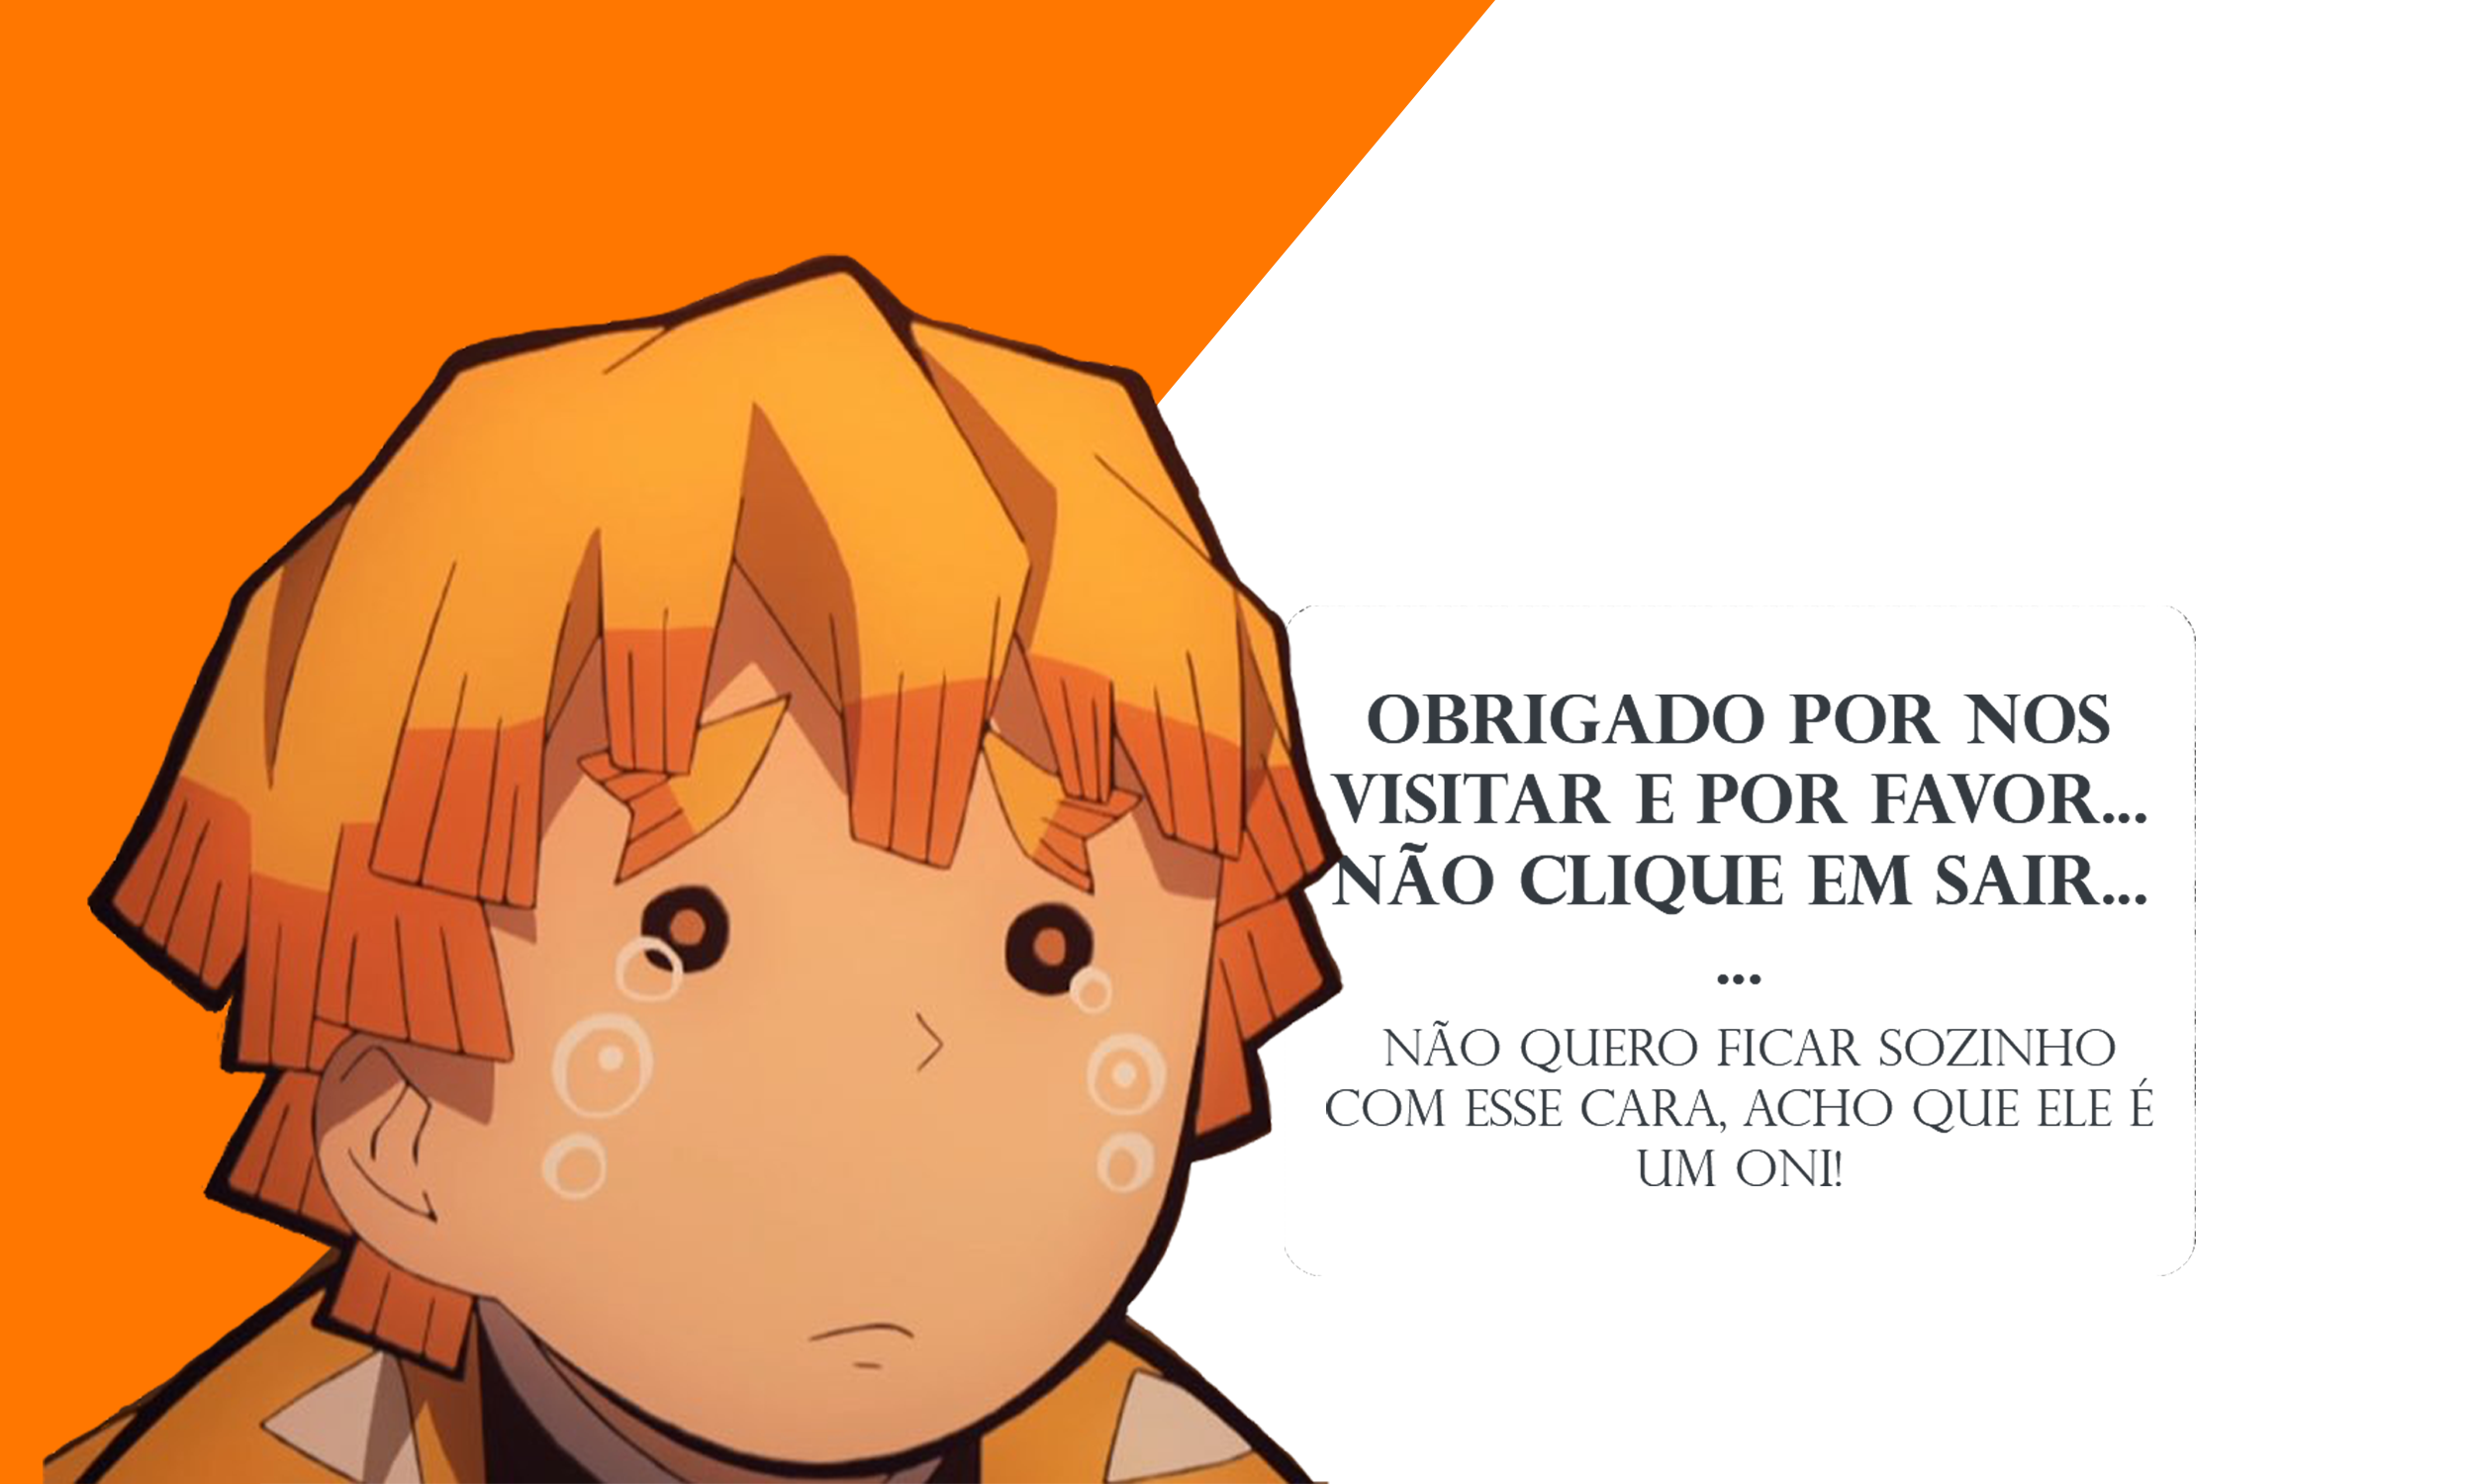 OBRIGADO POR NOS
VISITAR E POR FAVOR...
NÃO CLIQUE EM SAIR...
...
NÃO QUERO FICAR SOZINHO
COM ESSE CARA, ACHO QUE ELE É
UM ONI!